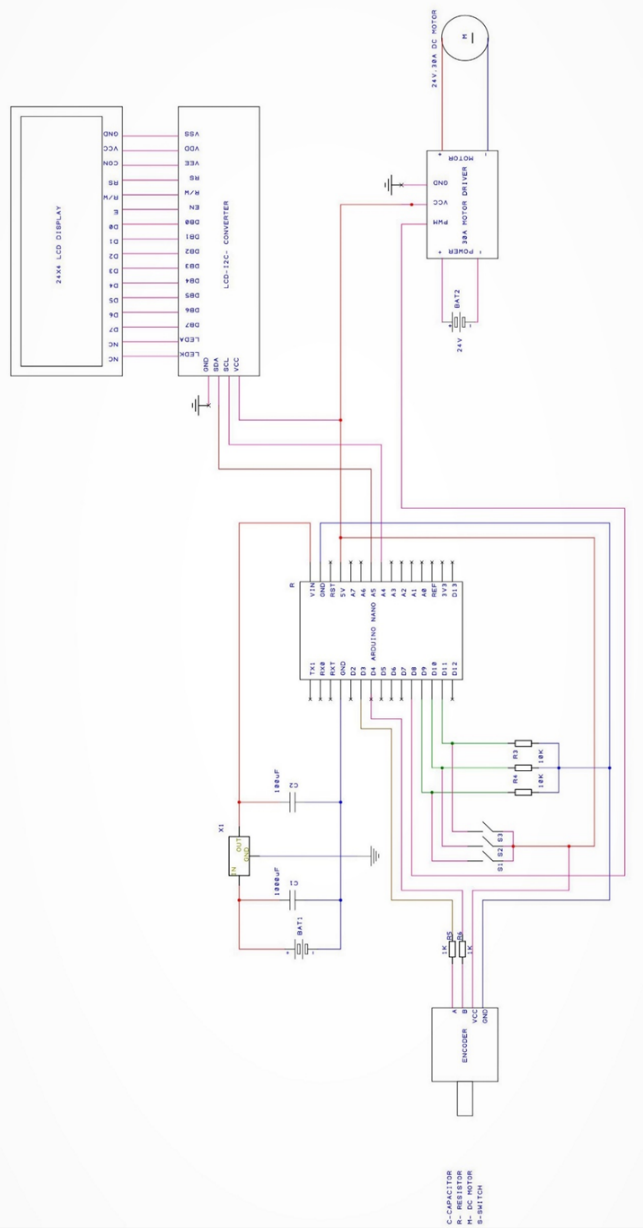 24V,30A DC MOTOR
M
- MOTOR +
30A MOTOR DRIVER
GND
VCC
PWM
- POWER +
BAT2
24V
24X4 LCD DISPLAY
GND
VCC
CON
RS
R/W
E
D0
D1
D2
D3
D4
D5
D6
D7
NC
NC
LCD-I2C- CONVERTER
VSS
VDD
VEE
RS
R/W
EN
DB0
DB1
DB2
DB3
DB4
DB5
DB6
DB7
LEDA
LEDK
GND
SDA
SCL
VCC
R
ARDUINO NANO
VIN
GND
RST
5V
A7
A6
A5
A4
A3
A2
A1
A0
REF
3V3
D13
TX1
RX0
RXT
GND
D2
D3
D4
D5
D6
D7
D8
D9
D10
D11
D12
X1
IN
OUT
GND
C2
100uF
C1
1000uF
BAT1
R3
10K
R4
10K
S1
S2
S3
R5
R6
1K
1K
ENCODER
A
B
VCC
GND
C-CAPACITOR
R- RESISTOR
M- DC MOTOR
S-SWITCH